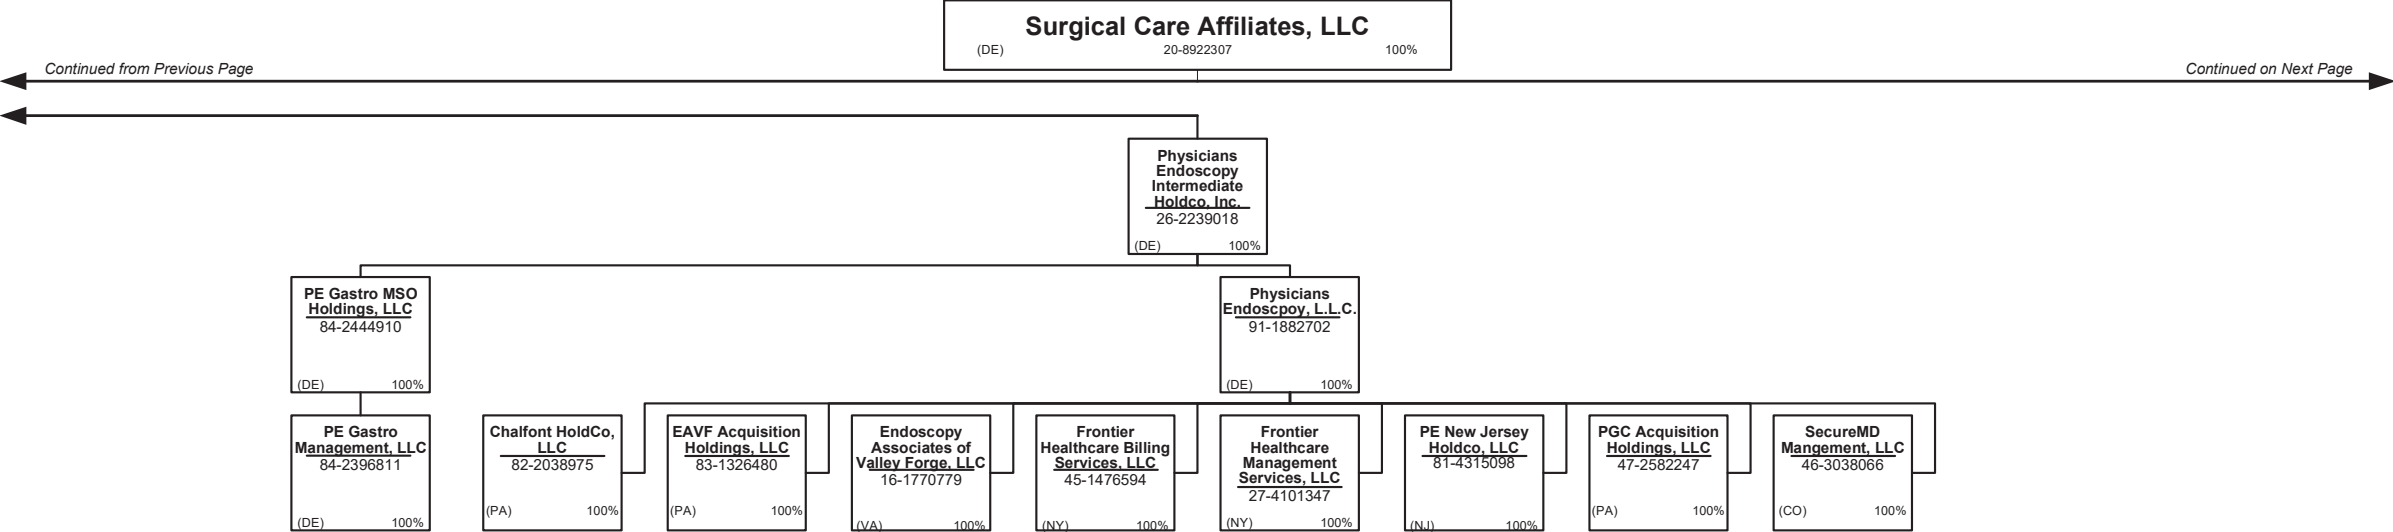 Surgical Care Affiliates, LLC
(DE) 20-8922307 100%
Continued from Previous Page
Continued on Next Page
Physicians
Endoscopy
Intermediate
Holdco, Inc.
26-2239018
(DE) 100%
PE Gastro MSO
Holdings, LLC
84-2444910
(DE) 100%
Physicians
Endoscpoy, L.L.C.
91-1882702
(DE) 100%
PE Gastro
Management, LLC
84-2396811
(DE) 100%
Chalfont HoldCo,
LLC
82-2038975
(PA) 100%
EAVF Acquisition
Holdings, LLC
83-1326480
(PA) 100%
Endoscopy
Associates of
Valley Forge, LLC
16-1770779
(VA) 100%
Frontier
Healthcare Billing
Services, LLC
45-1476594
(NY) 100%
Frontier
Healthcare
Management
Services, LLC
27-4101347
(NY) 100%
PE New Jersey
Holdco, LLC
81-4315098
(NJ) 100%
PGC Acquisition
Holdings, LLC
47-2582247
(PA) 100%
SecureMD
Mangement, LLC
46-3038066
(CO) 100%